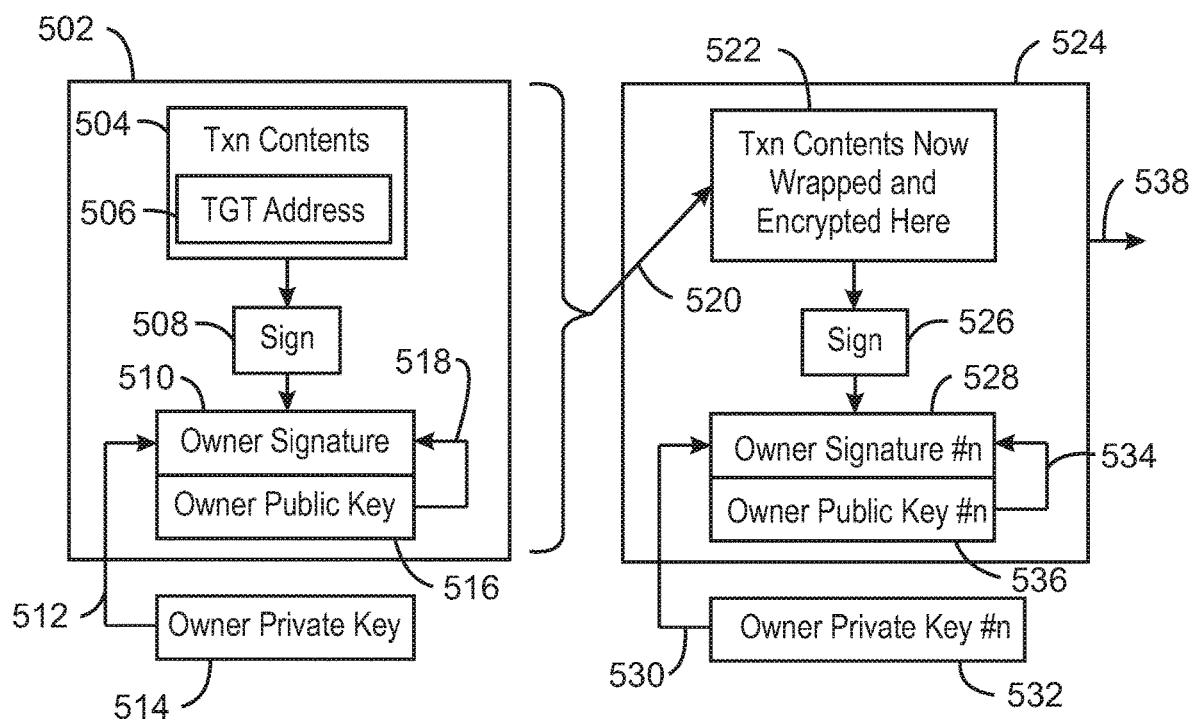 502
504
Txn Contents
506
TGT Address
508
Sign
510
518
Owner Signature
Owner Public Key
512
516
Owner Private Key
514
520
522
524
Txn Contents Now
Wrapped and
Encrypted Here
538
Sign
526
528
Owner Signature #n
534
Owner Public Key #n
536
Owner Private Key #n
530
532